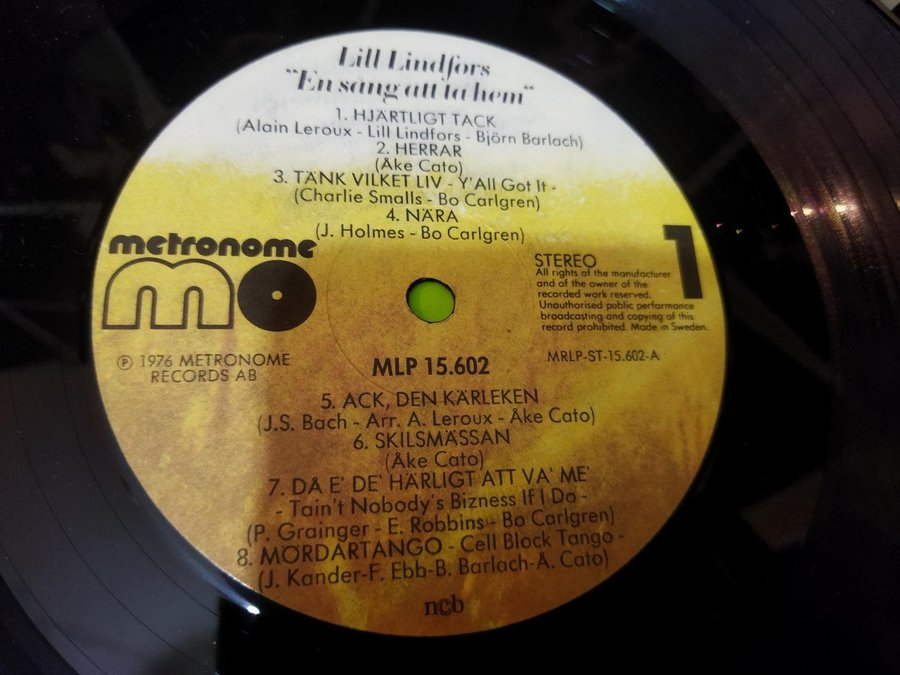 Lill Lindfors
"En sång att ta hem"
1. HJÄRTLIGT TACK
(Alain Leroux - Lill Lindfors - Björn Barlach)
2. HERRAR
(Åke Cato)
3. TÄNK VILKET LIV - Y'All Got It -
(Charlie Smalls - Bo Carlgren)
4. NÄRA
(J. Holmes - Bo Carlgren)
metronome
mo
1
STEREO
All rights of the manufacturer
and of the owner of the
recorded work reserved.
Unauthorised public performance
broadcasting and copying of this
record prohibited. Made in Sweden.
℗ 1976 METRONOME
RECORDS AB
MLP 15.602
MRLP-ST-15.602-A
5. ACK, DEN KÄRLEKEN
(J.S. Bach - Arr. A. Leroux - Åke Cato)
6. SKILSMÄSSAN
(Åke Cato)
7. DÅ E' DE' HÄRLIGT ATT VA' ME'
- Tain't Nobody's Bizness If I Do -
(P. Grainger - E. Robbins - Bo Carlgren)
8. MÖRDARTANGO - Cell Block Tango -
(J. Kander-F. Ebb-B. Barlach-Å. Cato)
ncb